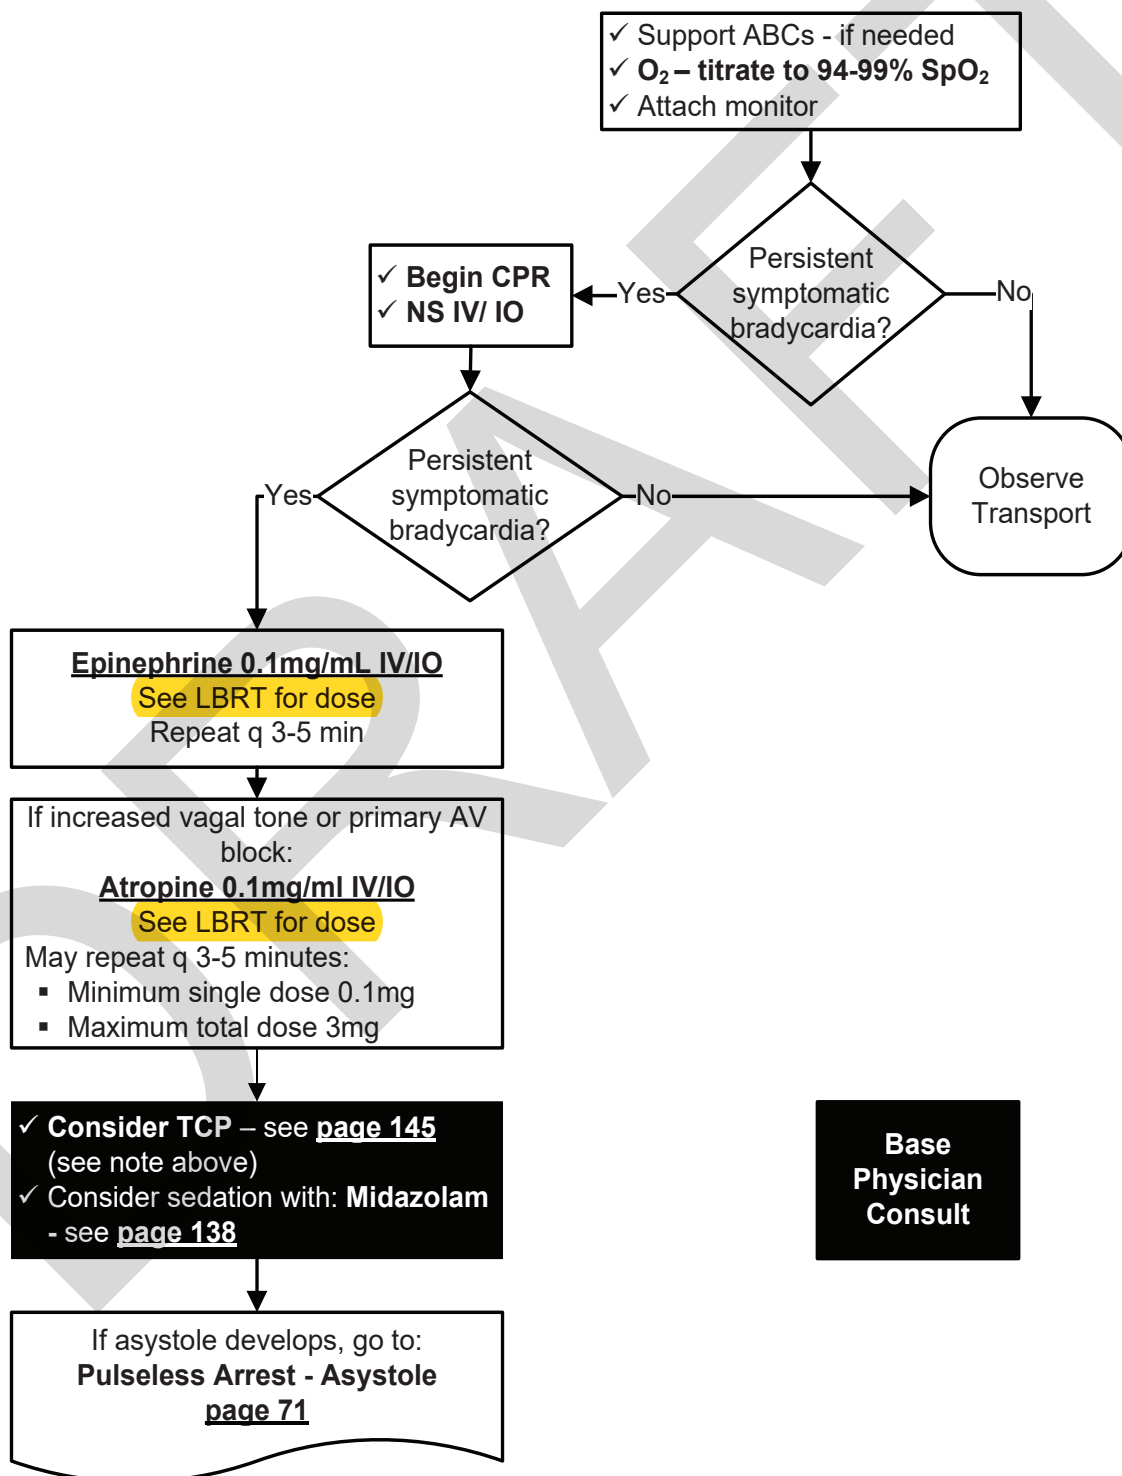 ✓ Support ABCs - if needed
✓ O₂ – titrate to 94-99% SpO₂
✓ Attach monitor
Persistent
symptomatic
bradycardia?
Yes
No
✓ Begin CPR
✓ NS IV/ IO
Persistent
symptomatic
bradycardia?
Yes
No
Observe
Transport
Epinephrine 0.1mg/mL IV/IO
See LBRT for dose
Repeat q 3-5 min
If increased vagal tone or primary AV
block:
Atropine 0.1mg/ml IV/IO
See LBRT for dose
May repeat q 3-5 minutes:
▪ Minimum single dose 0.1mg
▪ Maximum total dose 3mg
✓ Consider TCP – see page 145
(see note above)
✓ Consider sedation with: Midazolam
- see page 138
Base
Physician
Consult
If asystole develops, go to:
Pulseless Arrest - Asystole
page 71
DRAFT